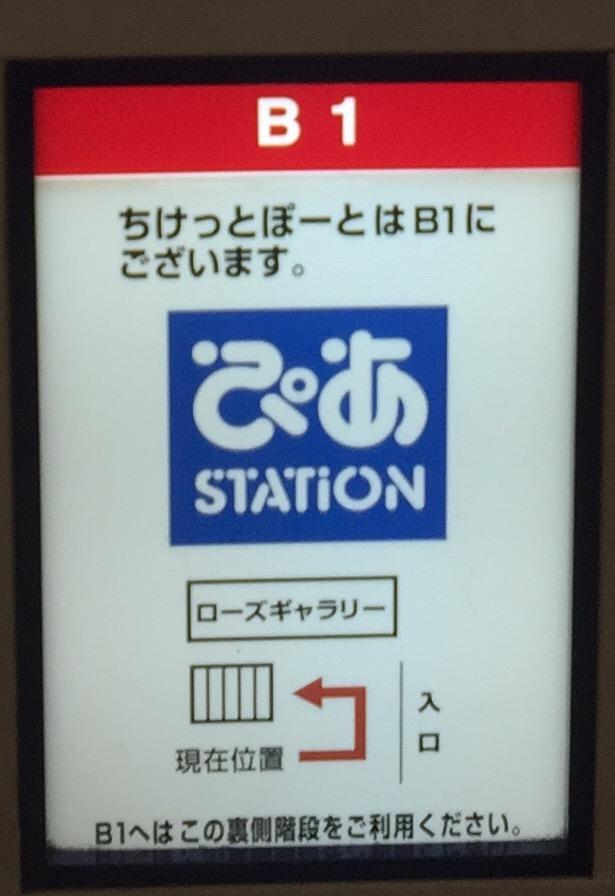 B 1
ちけっとぽーとはB1に
ございます。
ぴあ
STATiON
ローズギャラリー
入口
現在位置
B1へは この裏側階段をご利用ください。